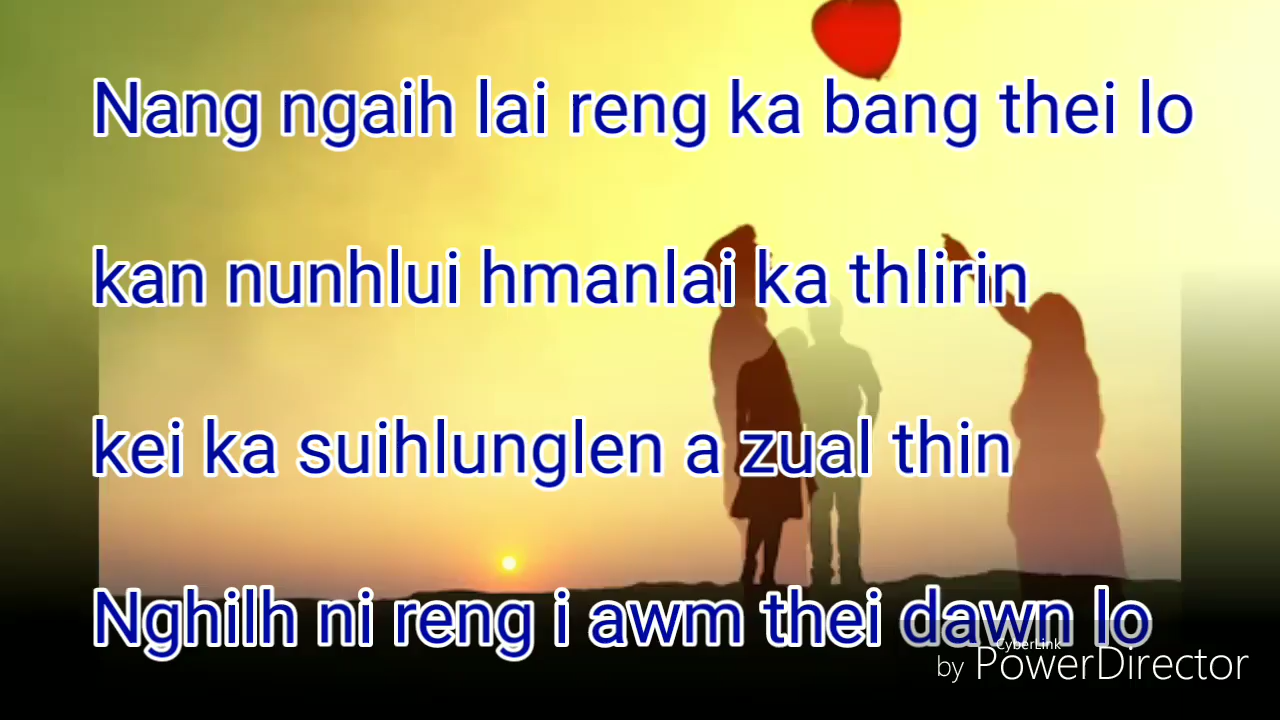 Nang ngaih lai reng ka bang thei lo
kan nunhlui hmanlai ka thlirin
kei ka suihlunglen a zual thin
Nghilh ni reng i awm thei dawn lo
CyberLink
by PowerDirector